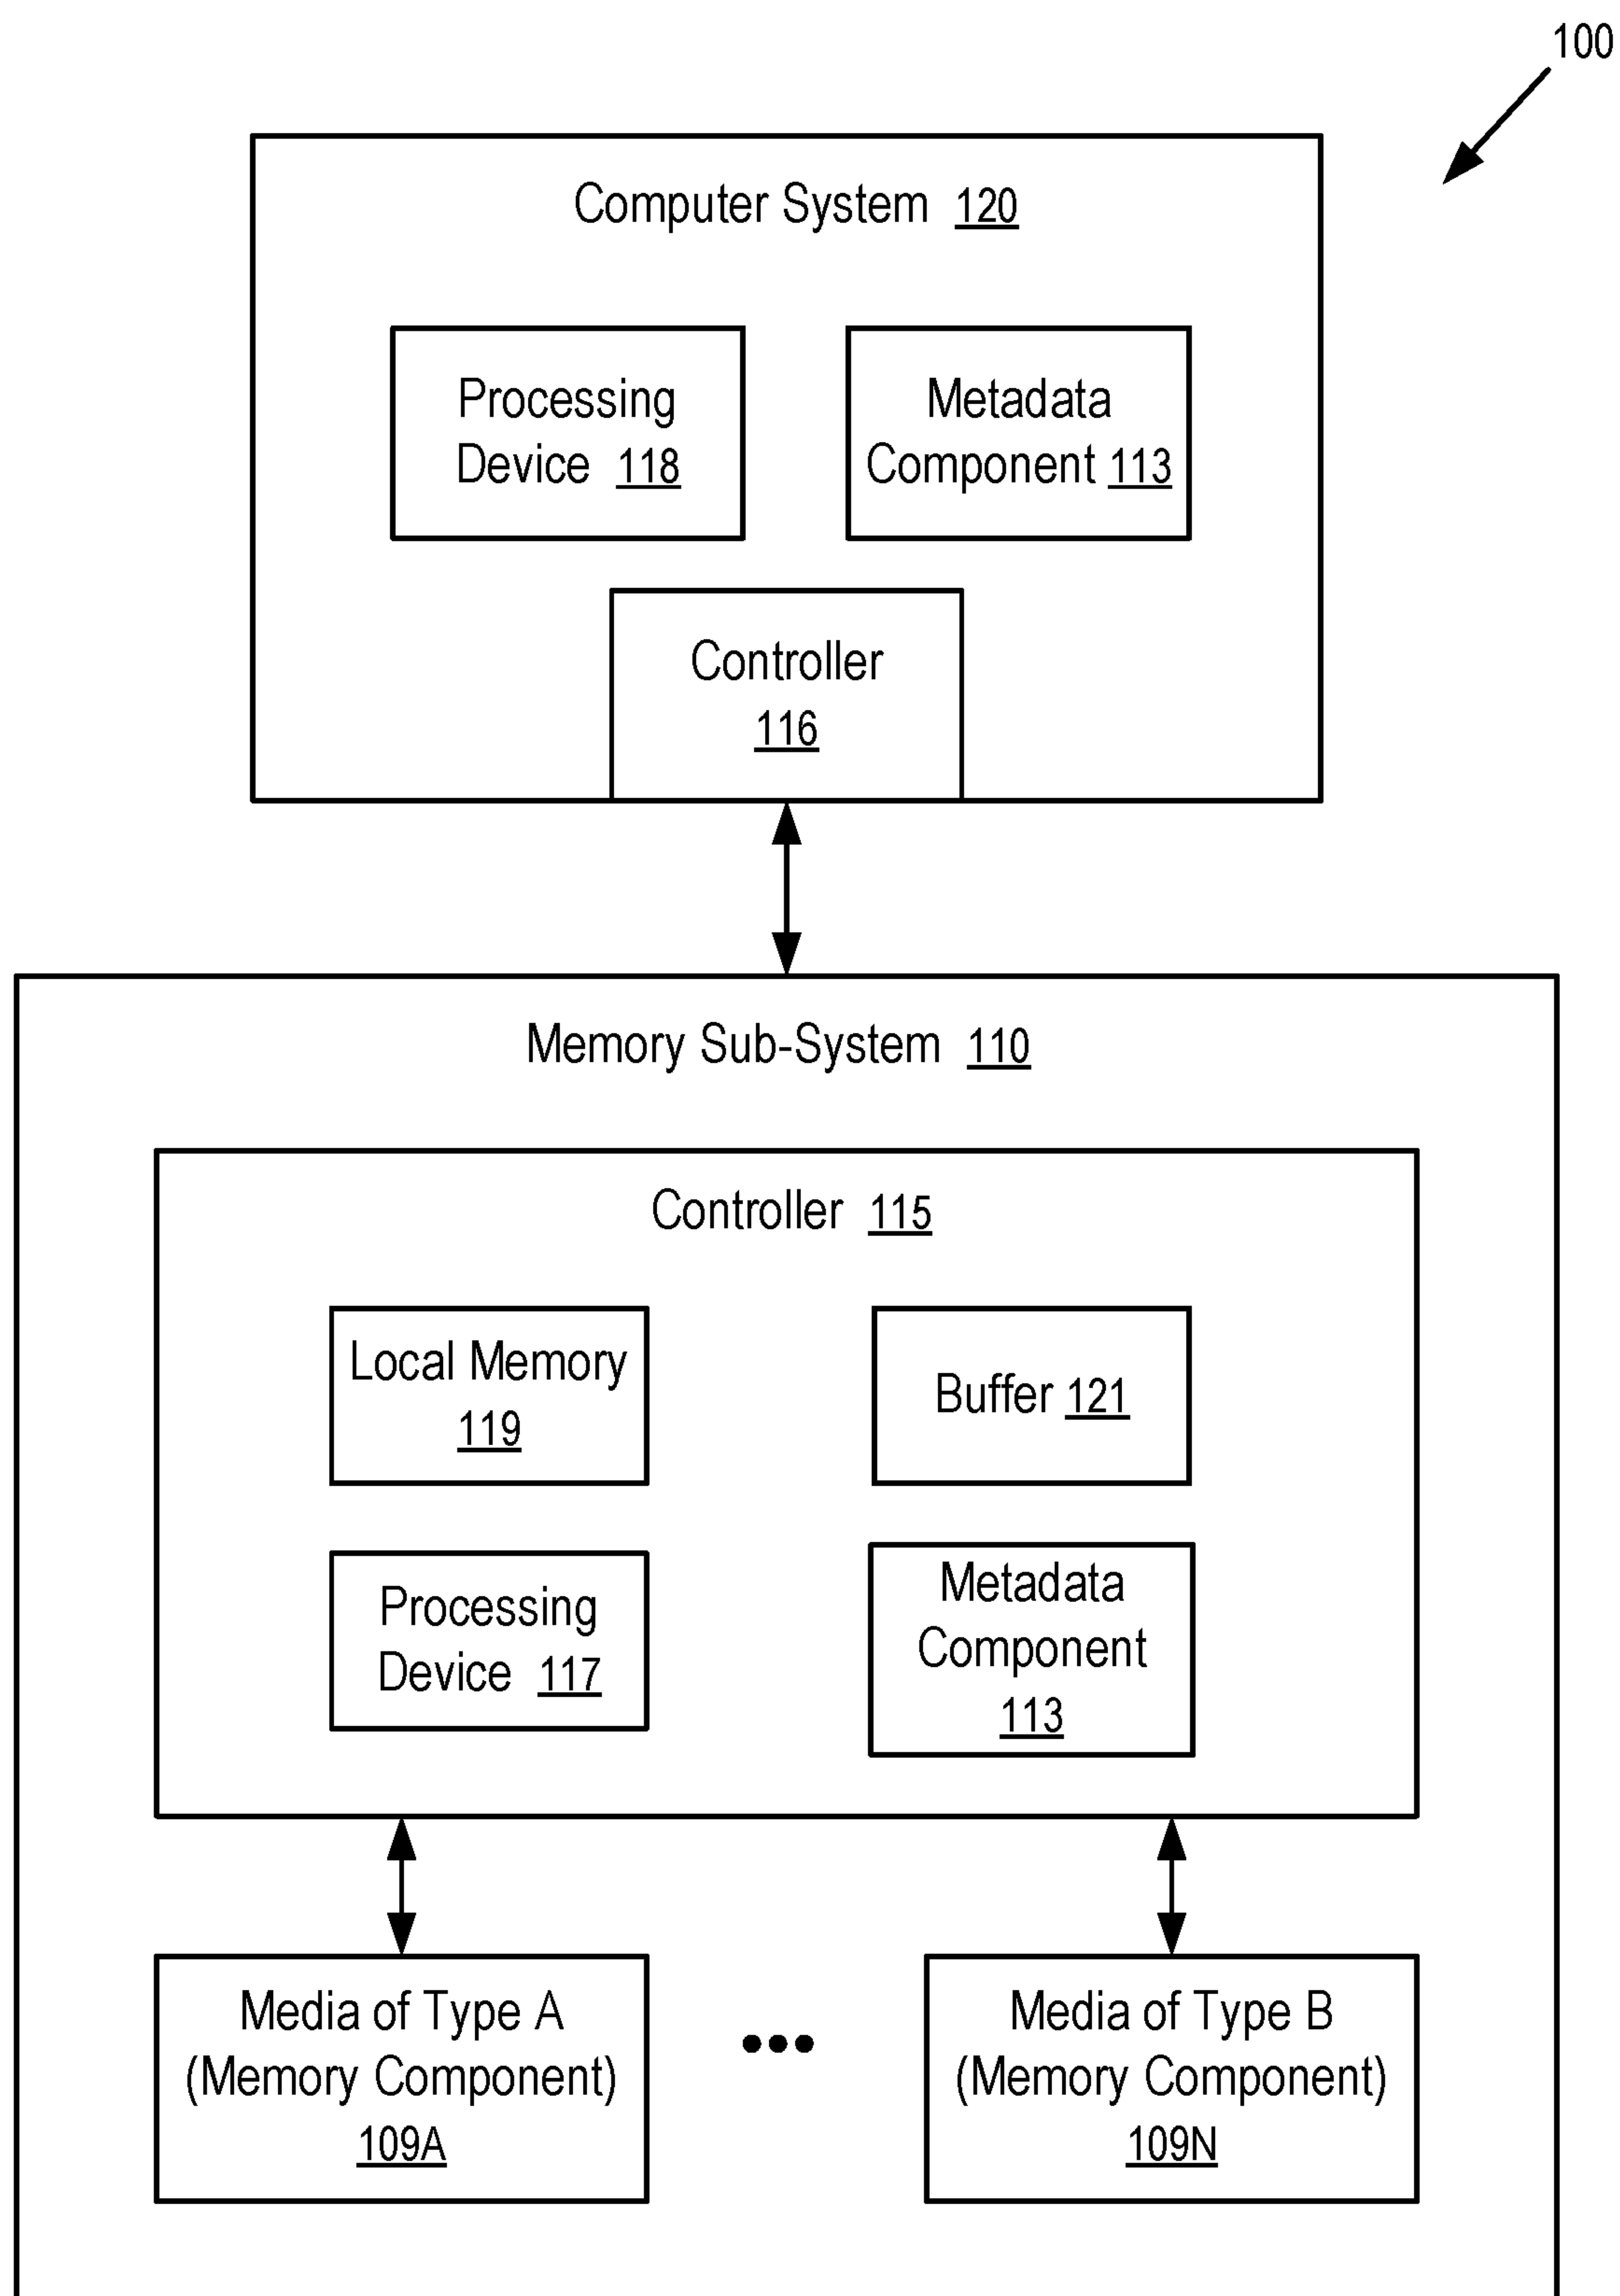 100
Computer System 120
Processing
Device 118
Metadata
Component 113
Controller
116
Memory Sub-System 110
Controller 115
Local Memory
119
Buffer 121
Processing
Device 117
Metadata
Component
113
Media of Type A
(Memory Component)
109A
•••
Media of Type B
(Memory Component)
109N